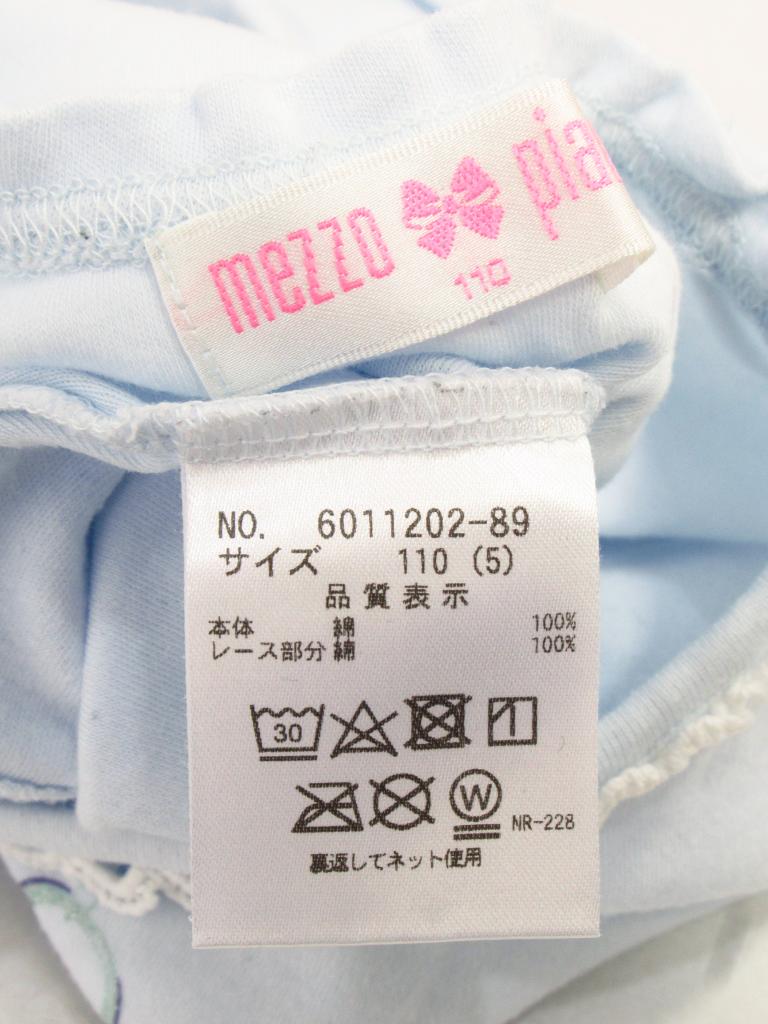 mezzo
110
NO. 6011202-89
サイズ 110 (5)
品質表示
本体 綿 100%
レース部分 綿 100%
30
W
NR-228
裏返してネット使用